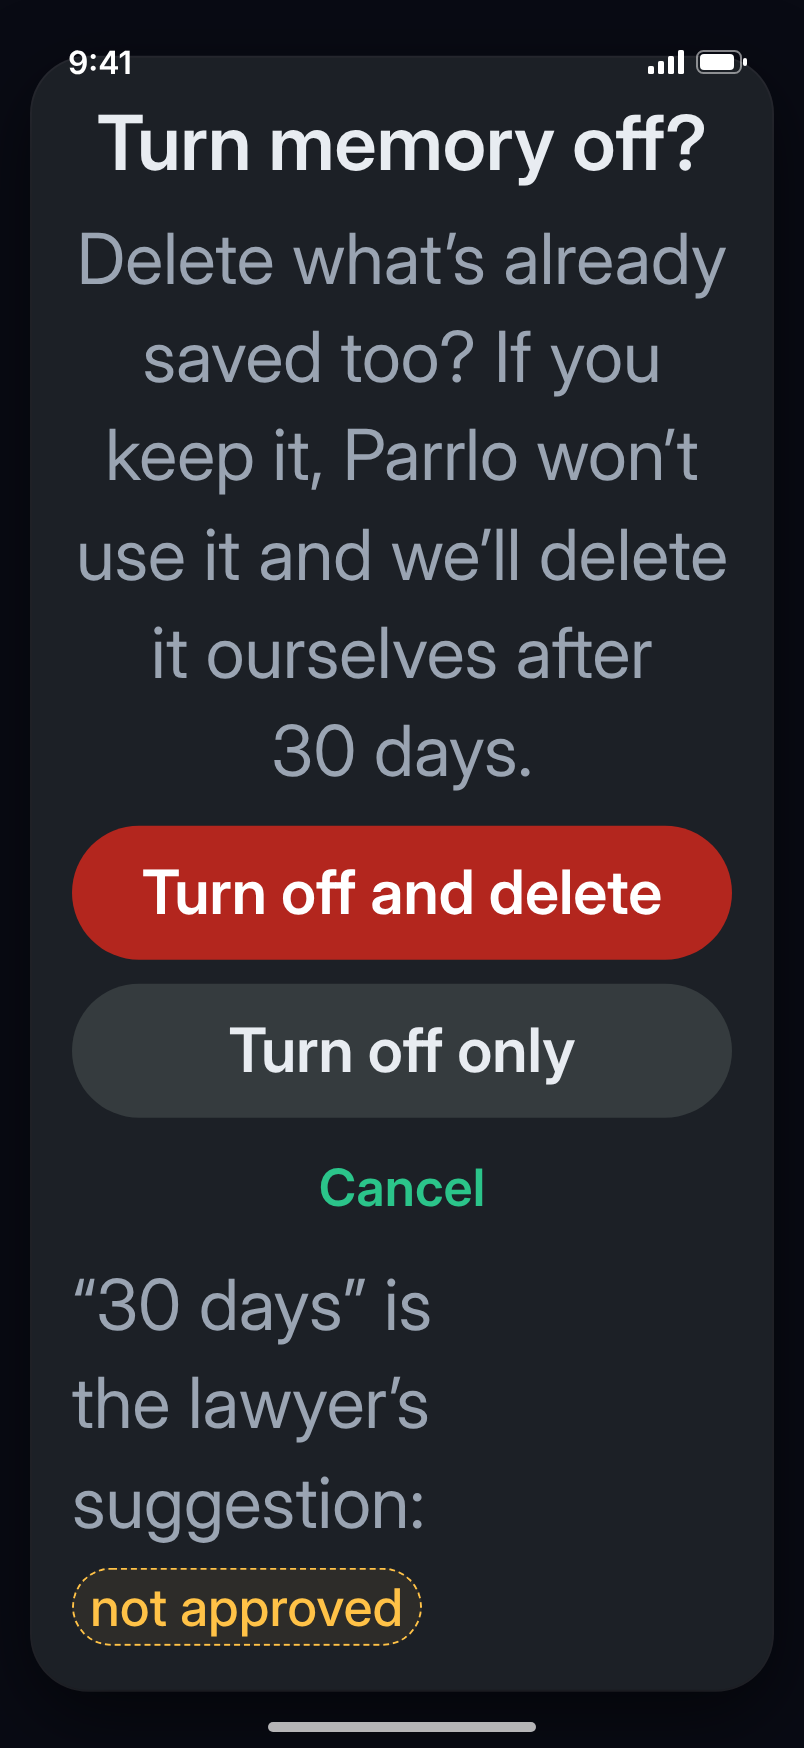 9:41
Turn memory off?
Delete what’s already
saved too? If you
keep it, Parrlo won’t
use it and we’ll delete
it ourselves after
30 days.
Turn off and delete
Turn off only
Cancel
“30 days” is
the lawyer’s
suggestion:
not approved